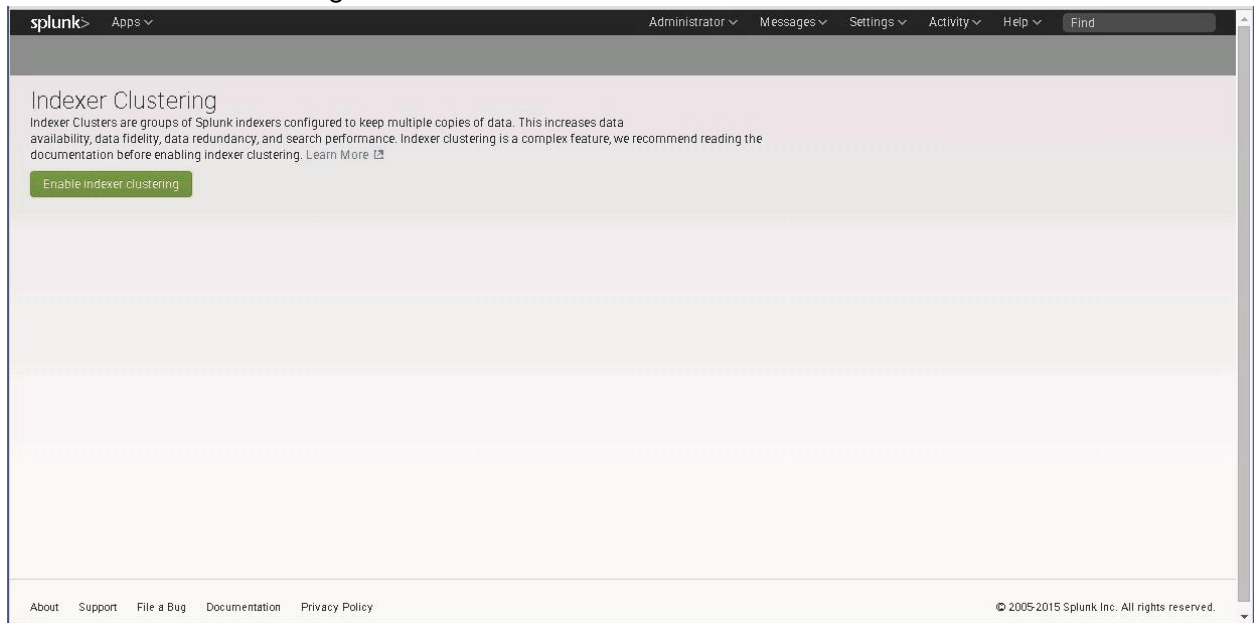 splunk> Apps Administrator Messages Settings Activity Help Find
Indexer Clustering
Indexer Clusters are groups of Splunk indexers configured to keep multiple copies of data. This increases data
availability, data fidelity, data redundancy, and search performance. Indexer clustering is a complex feature, we recommend reading the
documentation before enabling indexer clustering. Learn More
Enable indexer clustering
About Support File a Bug Documentation Privacy Policy © 2005-2015 Splunk Inc. All rights reserved.